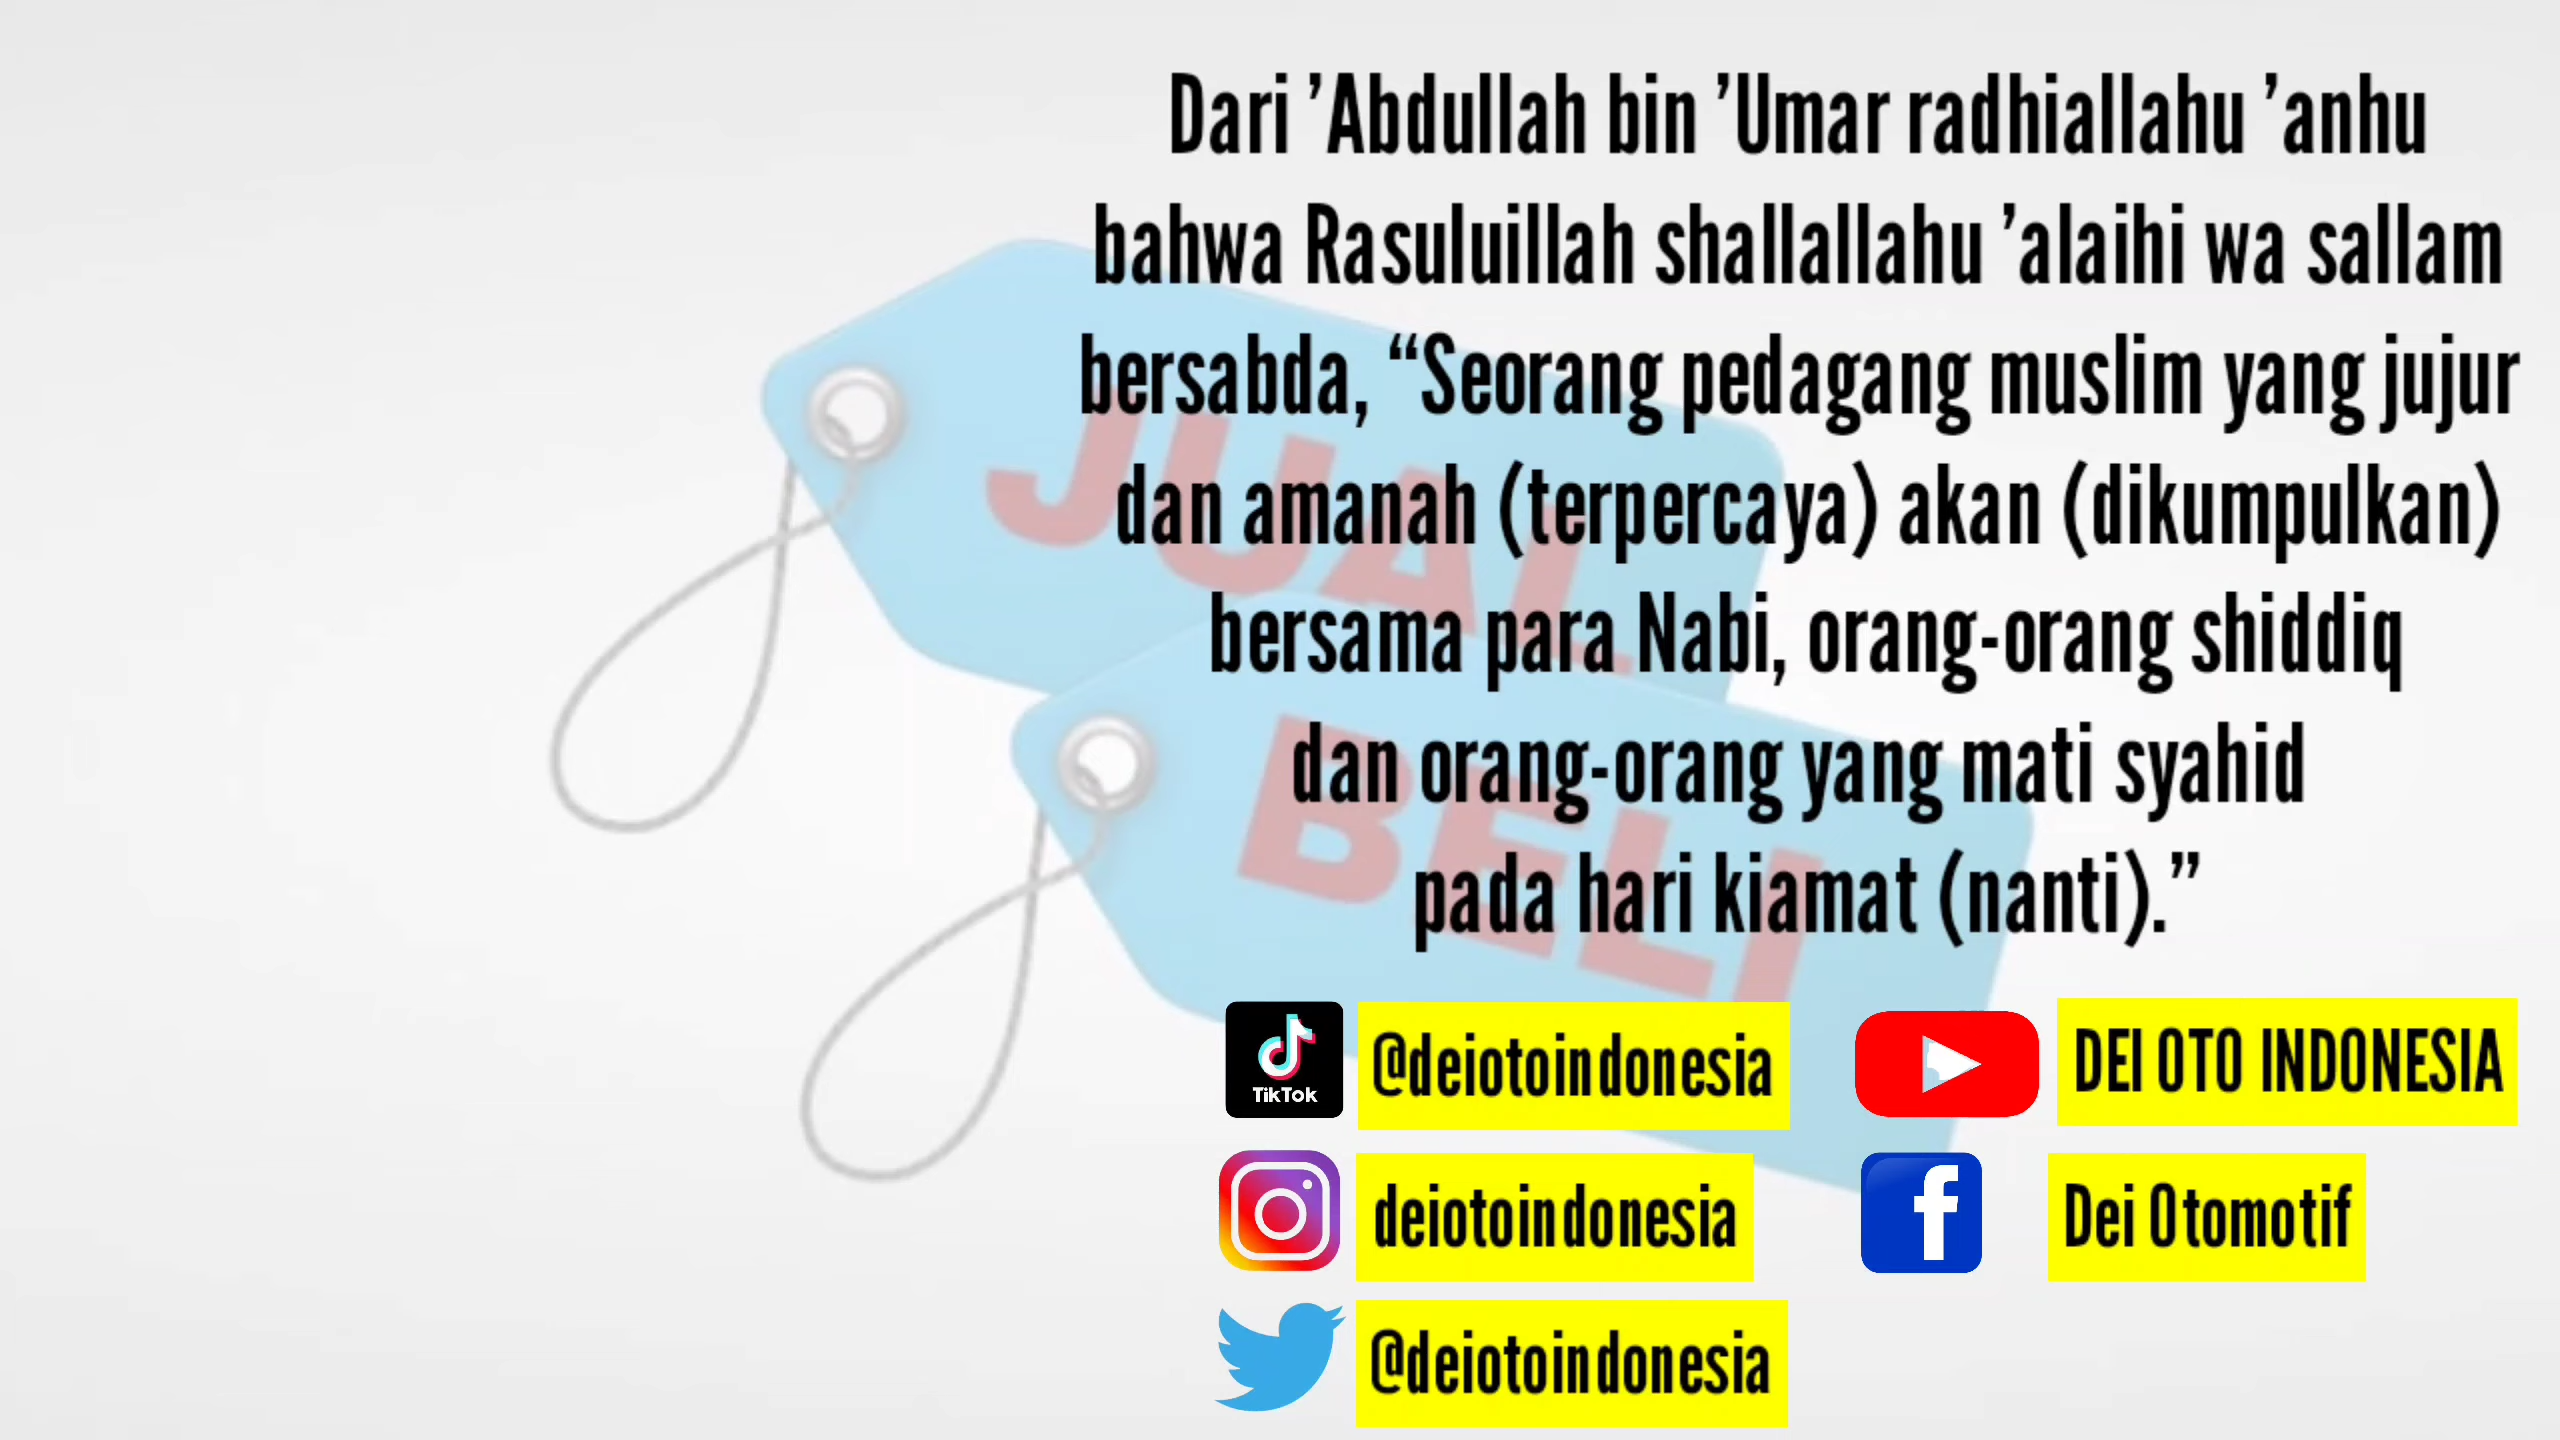 Dari ’Abdullah bin ’Umar radhiallahu ’anhu
bahwa Rasuluillah shallallahu ’alaihi wa sallam
bersabda, “Seorang pedagang muslim yang jujur
dan amanah (terpercaya) akan (dikumpulkan)
bersama para Nabi, orang-orang shiddiq
dan orang-orang yang mati syahid
pada hari kiamat (nanti).”
JUAL
BELI
TikTok
@deiotoindonesia
DEI OTO INDONESIA
deiotoindonesia
Dei Otomotif
@deiotoindonesia